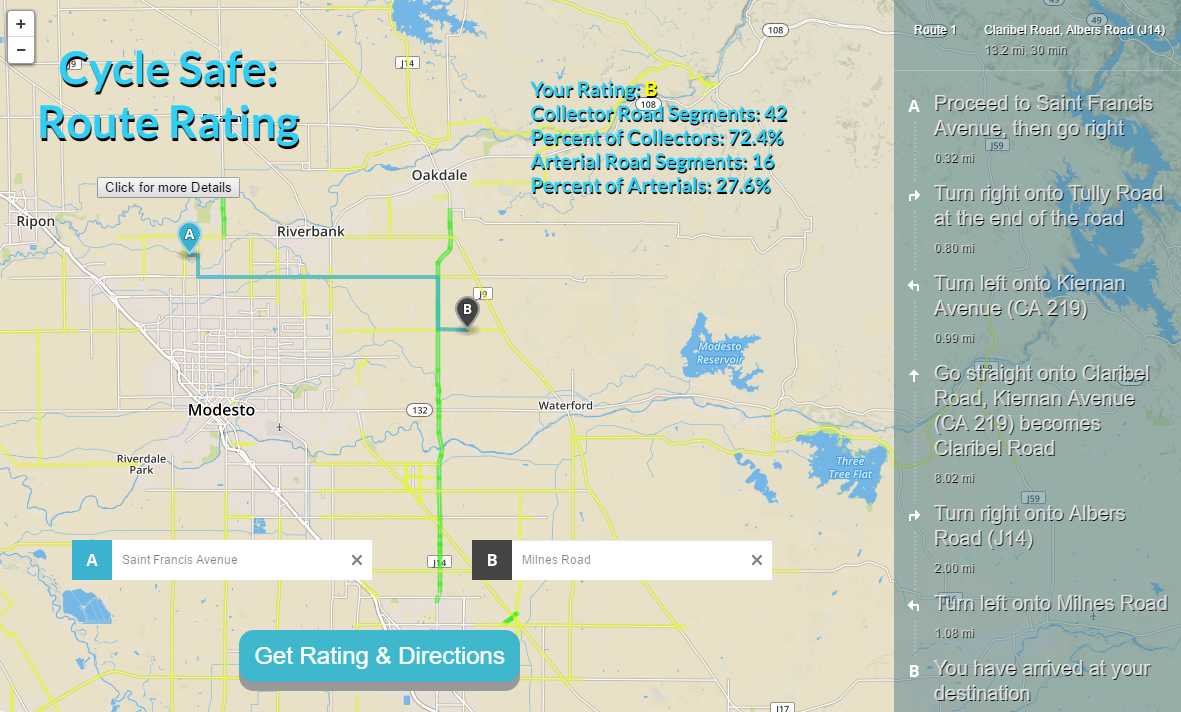 +
−
Cycle Safe:
Route Rating
Click for more Details
Your Rating: B
Collector Road Segments: 42
Percent of Collectors: 72.4%
Arterial Road Segments: 16
Percent of Arterials: 27.6%
108
J14
108
Oakdale
Ripon
Riverbank
A
J9
B
Modesto
Reservoir
Modesto
132
Waterford
Riverdale
Park
Three
Tree Flat
A
Saint Francis Avenue
×
B
Milnes Road
×
J14
Get Rating & Directions
J17
49
49
Route 1
Claribel Road, Albers Road (J14)
13.2 mi, 30 min
A
Proceed to Saint Francis
Avenue, then go right
J59
0.32 mi
Turn right onto Tully Road
at the end of the road
0.80 mi
Turn left onto Kiernan
Avenue (CA 219)
0.99 mi
Go straight onto Claribel
Road, Kiernan Avenue
(CA 219) becomes
Claribel Road
8.02 mi
J59
Turn right onto Albers
Road (J14)
2.00 mi
Turn left onto Milnes Road
1.08 mi
B
You have arrived at your
destination